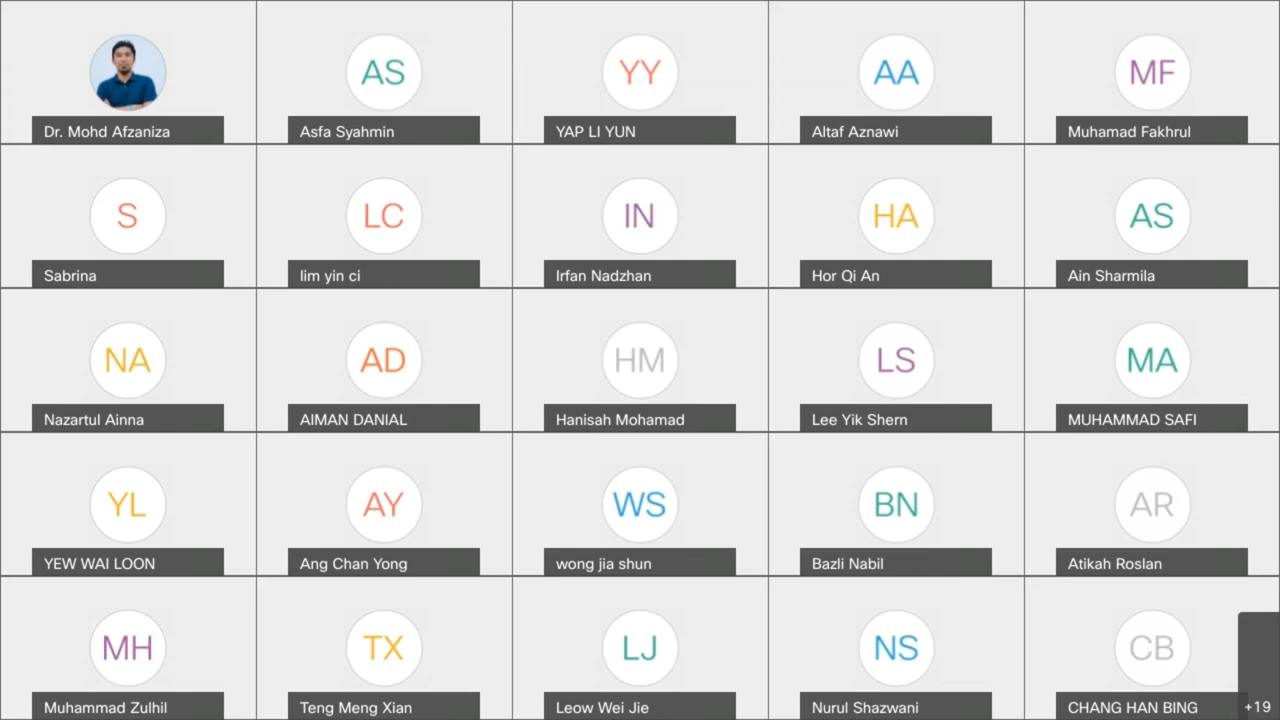 AS
YY
AA
MF
Dr. Mohd Afzaniza
Asfa Syahmin
YAP LI YUN
Altaf Aznawi
Muhamad Fakhrul
S
LC
IN
HA
AS
Sabrina
lim yin ci
Irfan Nadzhan
Hor Qi An
Ain Sharmila
NA
AD
HM
LS
MA
Nazartul Ainna
AIMAN DANIAL
Hanisah Mohamad
Lee Yik Shern
MUHAMMAD SAFI
YL
AY
WS
BN
AR
YEW WAI LOON
Ang Chan Yong
wong jia shun
Bazli Nabil
Atikah Roslan
MH
TX
LJ
NS
CB
Muhammad Zulhil
Teng Meng Xian
Leow Wei Jie
Nurul Shazwani
CHANG HAN BING
+19